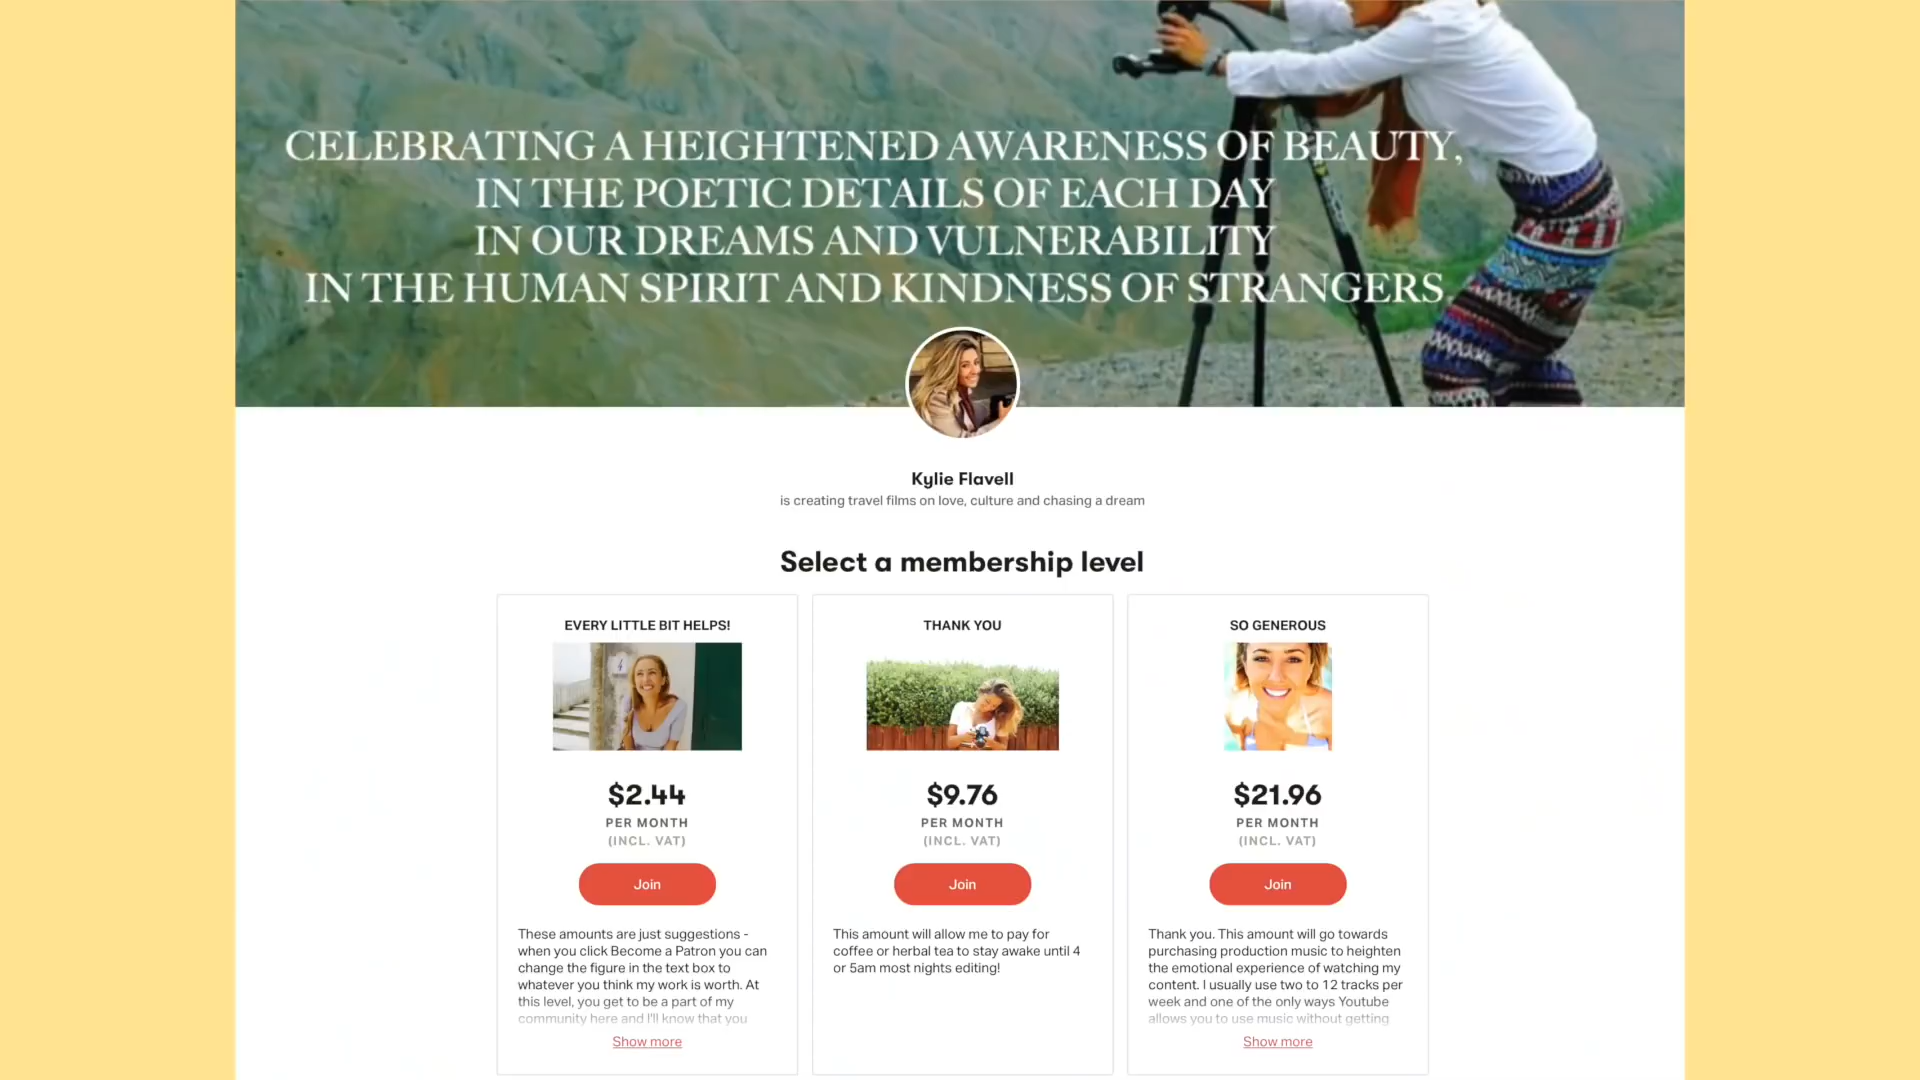 CELEBRATING A HEIGHTENED AWARENESS OF BEAUTY,
IN THE POETIC DETAILS OF EACH DAY
IN OUR DREAMS AND VULNERABILITY
IN THE HUMAN SPIRIT AND KINDNESS OF STRANGERS
Kylie Flavell
is creating travel films on love, culture and chasing a dream
Select a membership level
EVERY LITTLE BIT HELPS!
$2.44
PER MONTH
(INCL. VAT)
Join
These amounts are just suggestions -
when you click Become a Patron you can
change the figure in the text box to
whatever you think my work is worth. At
this level, you get to be a part of my
community here and I'll know that you
Show more
THANK YOU
$9.76
PER MONTH
(INCL. VAT)
Join
This amount will allow me to pay for
coffee or herbal tea to stay awake until 4
or 5am most nights editing!
SO GENEROUS
$21.96
PER MONTH
(INCL. VAT)
Join
Thank you. This amount will go towards
purchasing production music to heighten
the emotional experience of watching my
content. I usually use two to 12 tracks per
week and one of the only ways Youtube
allows you to use music without getting
Show more